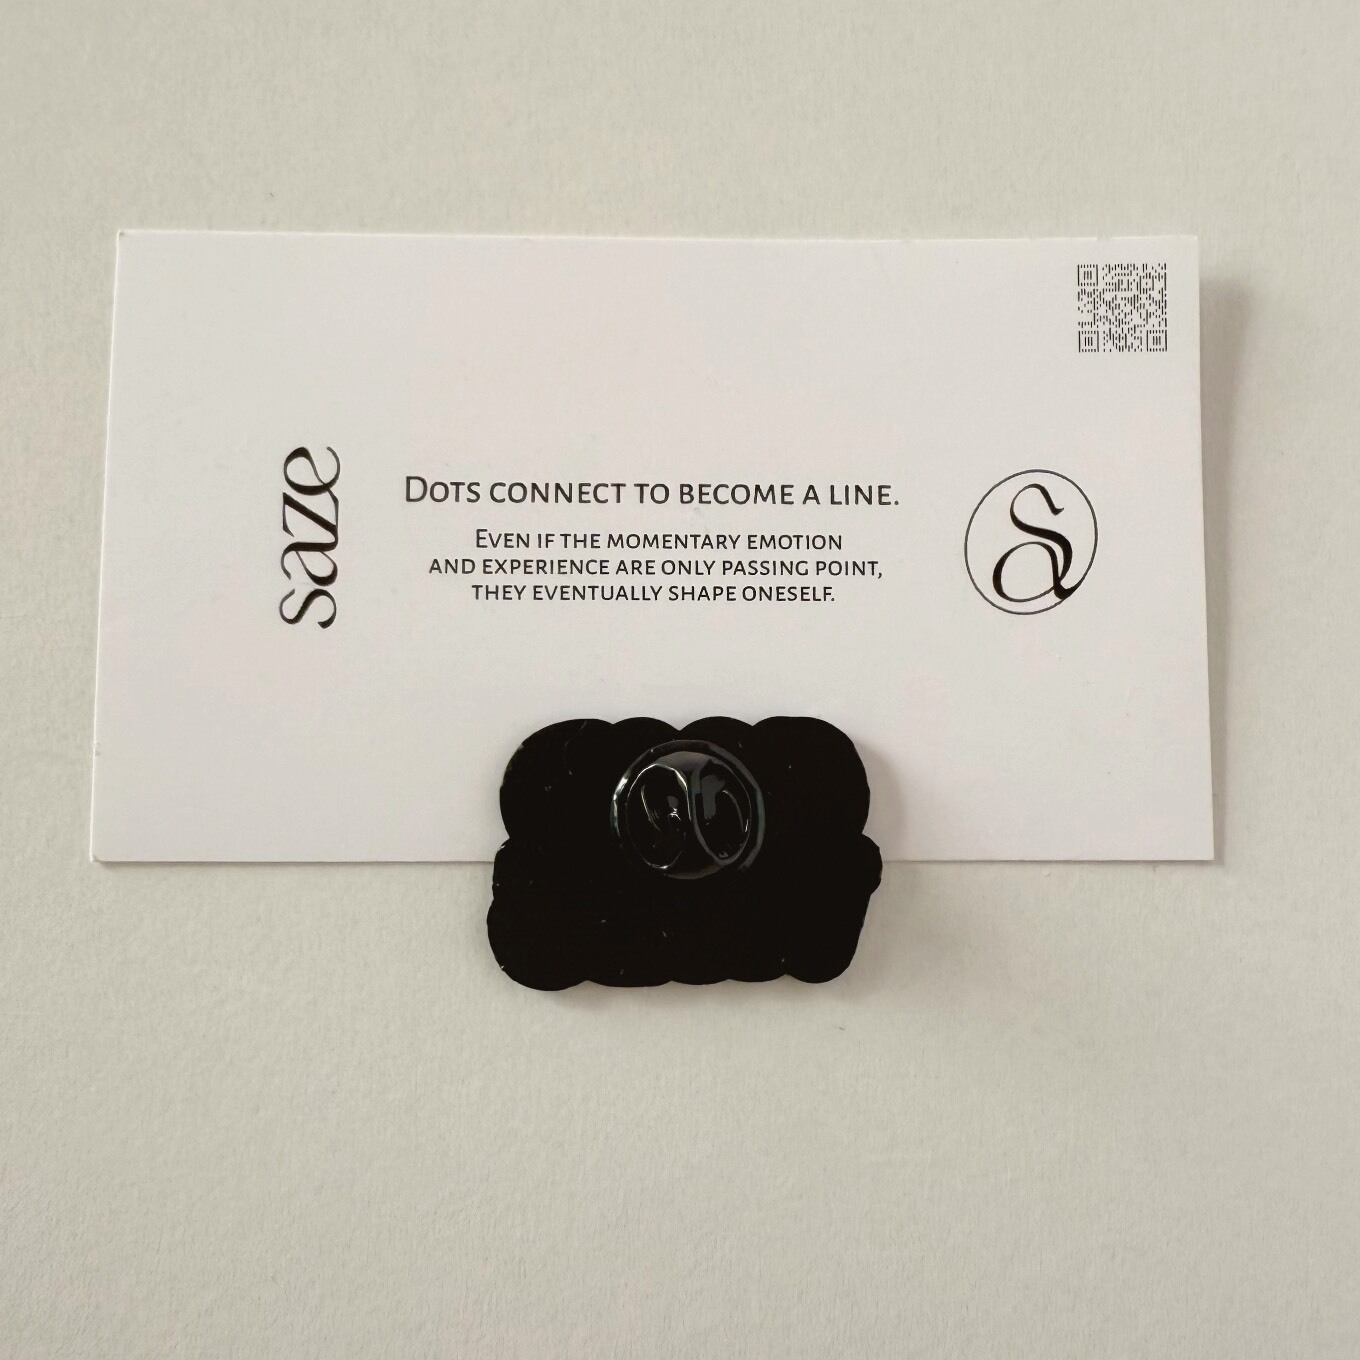 saze
Dots connect to become a line.
Even if the momentary emotion
and experience are only passing point,
they eventually shape oneself.
S